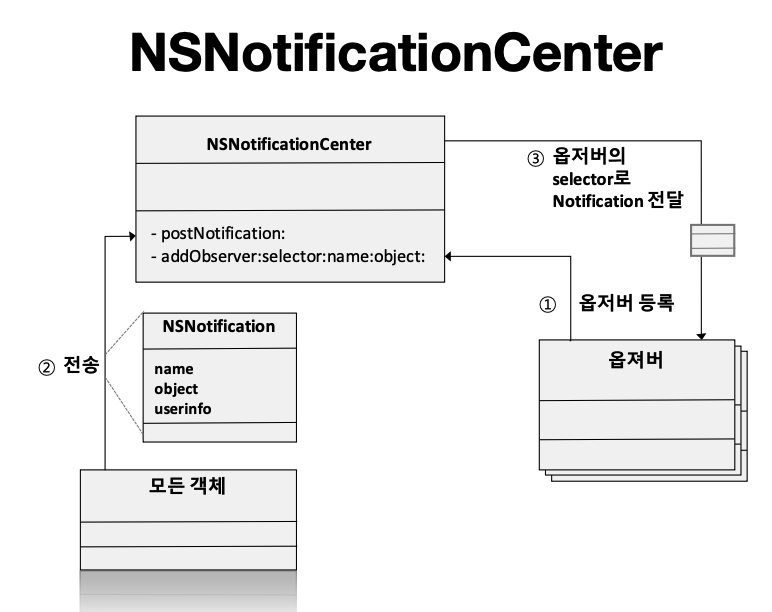 NSNotificationCenter
NSNotificationCenter
- postNotification:
- addObserver:selector:name:object:
③ 옵저버의
selector로
Notification 전달
① 옵저버 등록
옵져버
NSNotification
name
object
userinfo
② 전송
모든 객체